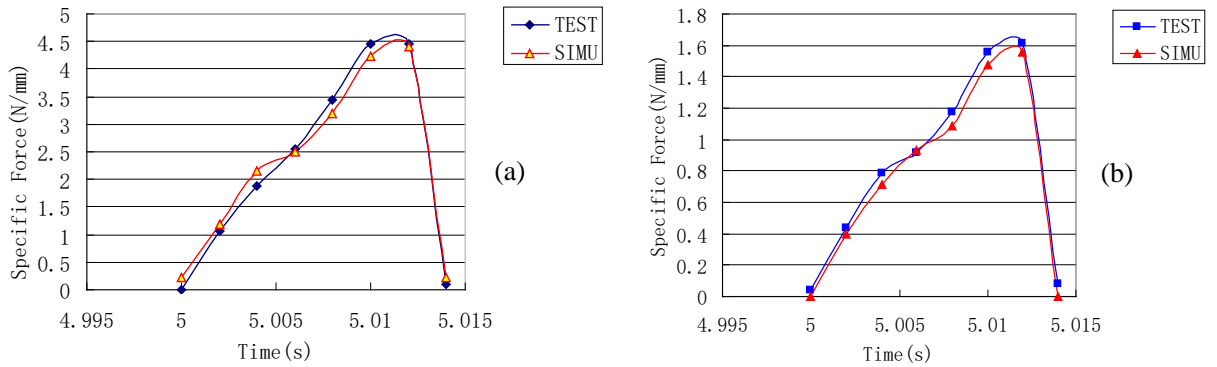 5
4.5
4
3.5
3
2.5
2
1.5
1
0.5
0
Specific Force(N/mm)
4.995 5 5.005 5.01 5.015
Time(s)
TEST
SIMU
(a)
1.8
1.6
1.4
1.2
1
0.8
0.6
0.4
0.2
0
Specific Force(N/mm)
4.995 5 5.005 5.01 5.015
Time(s)
TEST
SIMU
(b)